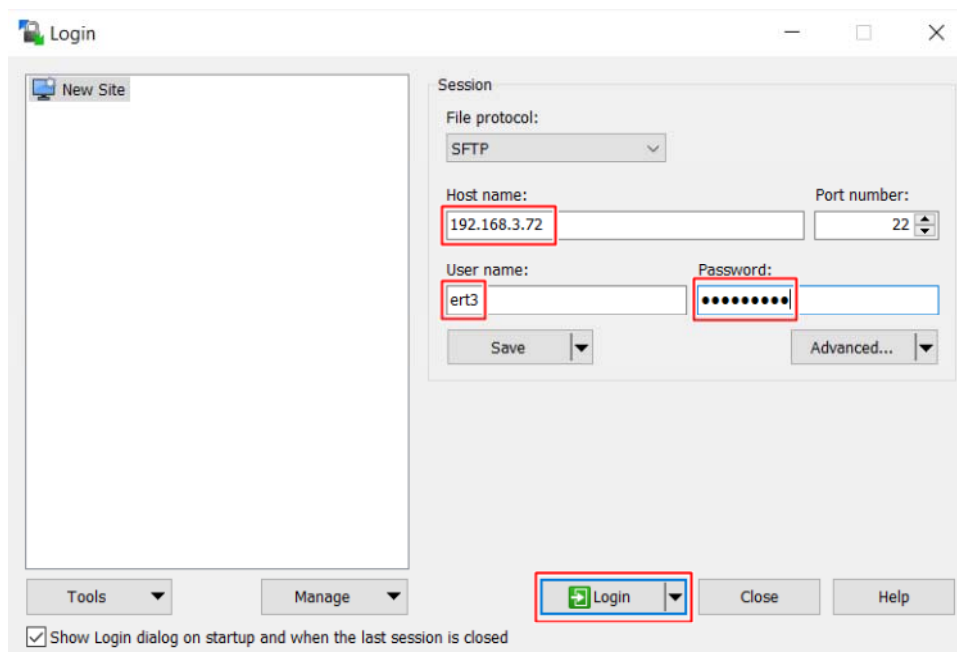 Login
New Site
Session
File protocol:
SFTP
Host name:
Port number:
192.168.3.72
22
User name:
Password:
ert3
●●●●●●●●●
Save
Advanced...
Tools
Manage
Login
Close
Help
Show Login dialog on startup and when the last session is closed